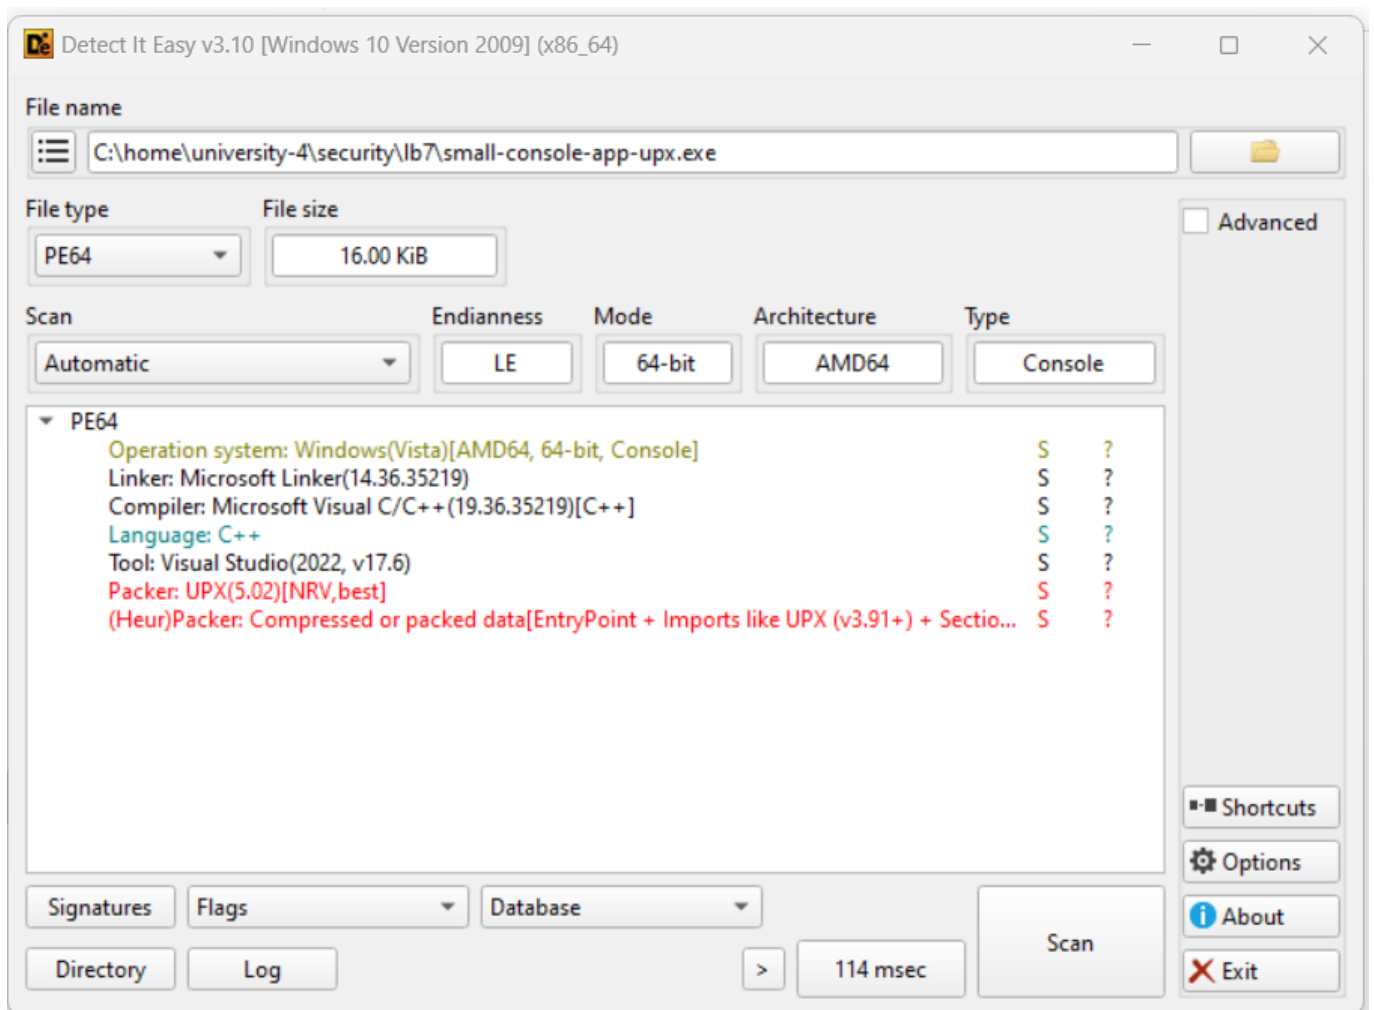 Detect It Easy v3.10 [Windows 10 Version 2009] (x86_64)
File name
C:\home\university-4\security\lb7\small-console-app-upx.exe
File type File size
PE64 16.00 KiB
Advanced
Scan Endianness Mode Architecture Type
Automatic LE 64-bit AMD64 Console
PE64
Operation system: Windows(Vista)[AMD64, 64-bit, Console] S ?
Linker: Microsoft Linker(14.36.35219) S ?
Compiler: Microsoft Visual C/C++(19.36.35219)[C++] S ?
Language: C++ S ?
Tool: Visual Studio(2022, v17.6) S ?
Packer: UPX(5.02)[NRV,best] S ?
(Heur)Packer: Compressed or packed data[EntryPoint + Imports like UPX (v3.91+) + Sectio... S ?
Shortcuts
Options
About
Exit
Signatures Flags Database
Directory Log > 114 msec Scan